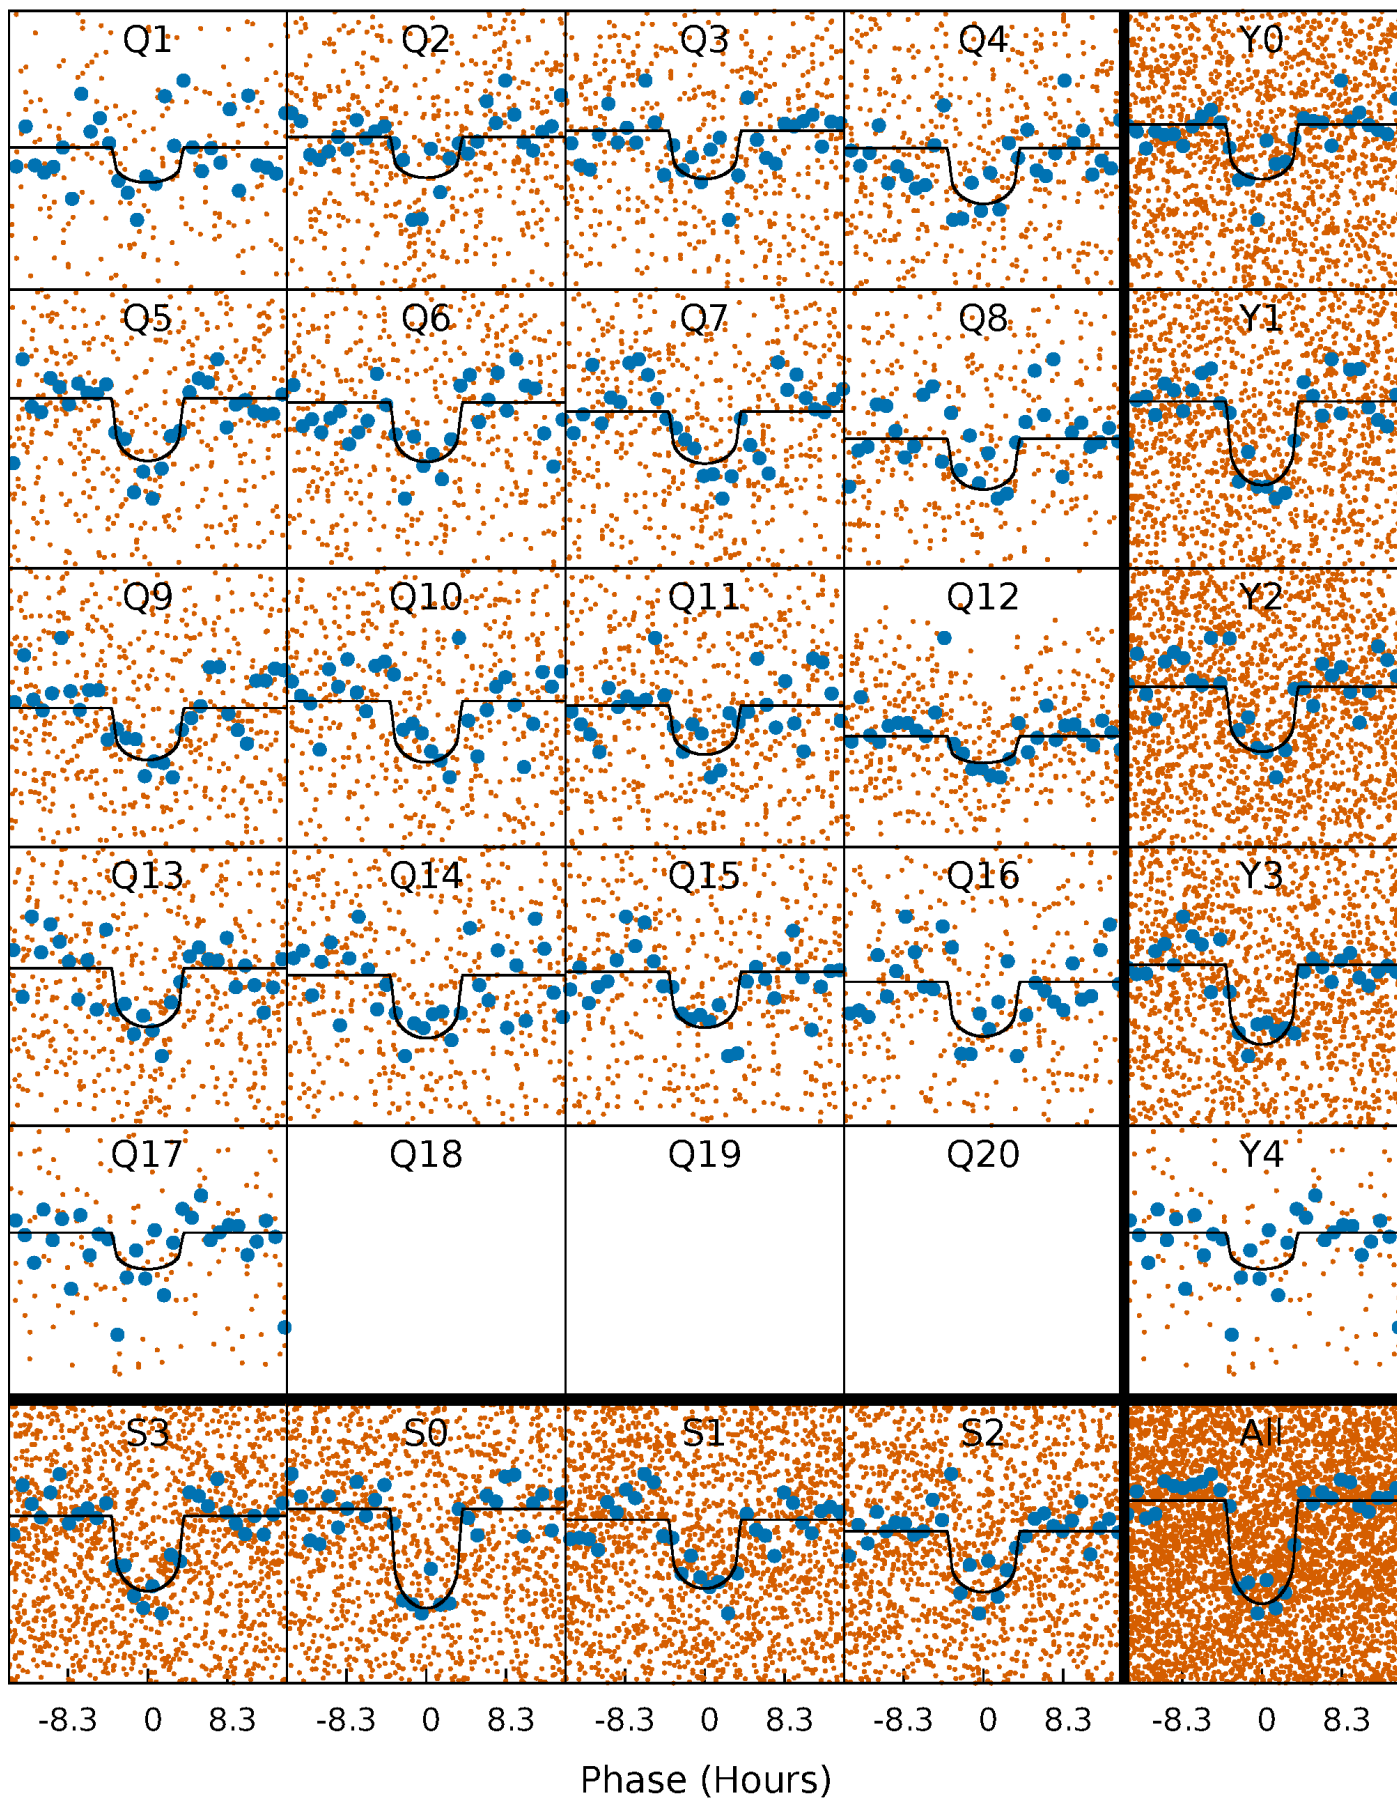 Q1 Q2 Q3 Q4 Y0
Q5 Q6 Q7 Q8 Y1
Q9 Q10 Q11 Q12 Y2
Q13 Q14 Q15 Q16 Y3
Q17 Q18 Q19 Q20 Y4
S3 S0 S1 S2 All
-8.3 0 8.3 -8.3 0 8.3 -8.3 0 8.3 -8.3 0 8.3 -8.3 0 8.3
Phase (Hours)